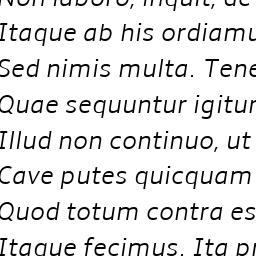 Non laboro, inquit, de
Itaque ab his ordiamu
Sed nimis multa. Tene
Quae sequuntur igitur
Illud non continuo, ut
Cave putes quicquam
Quod totum contra es
Itaque fecimus. Ita pr